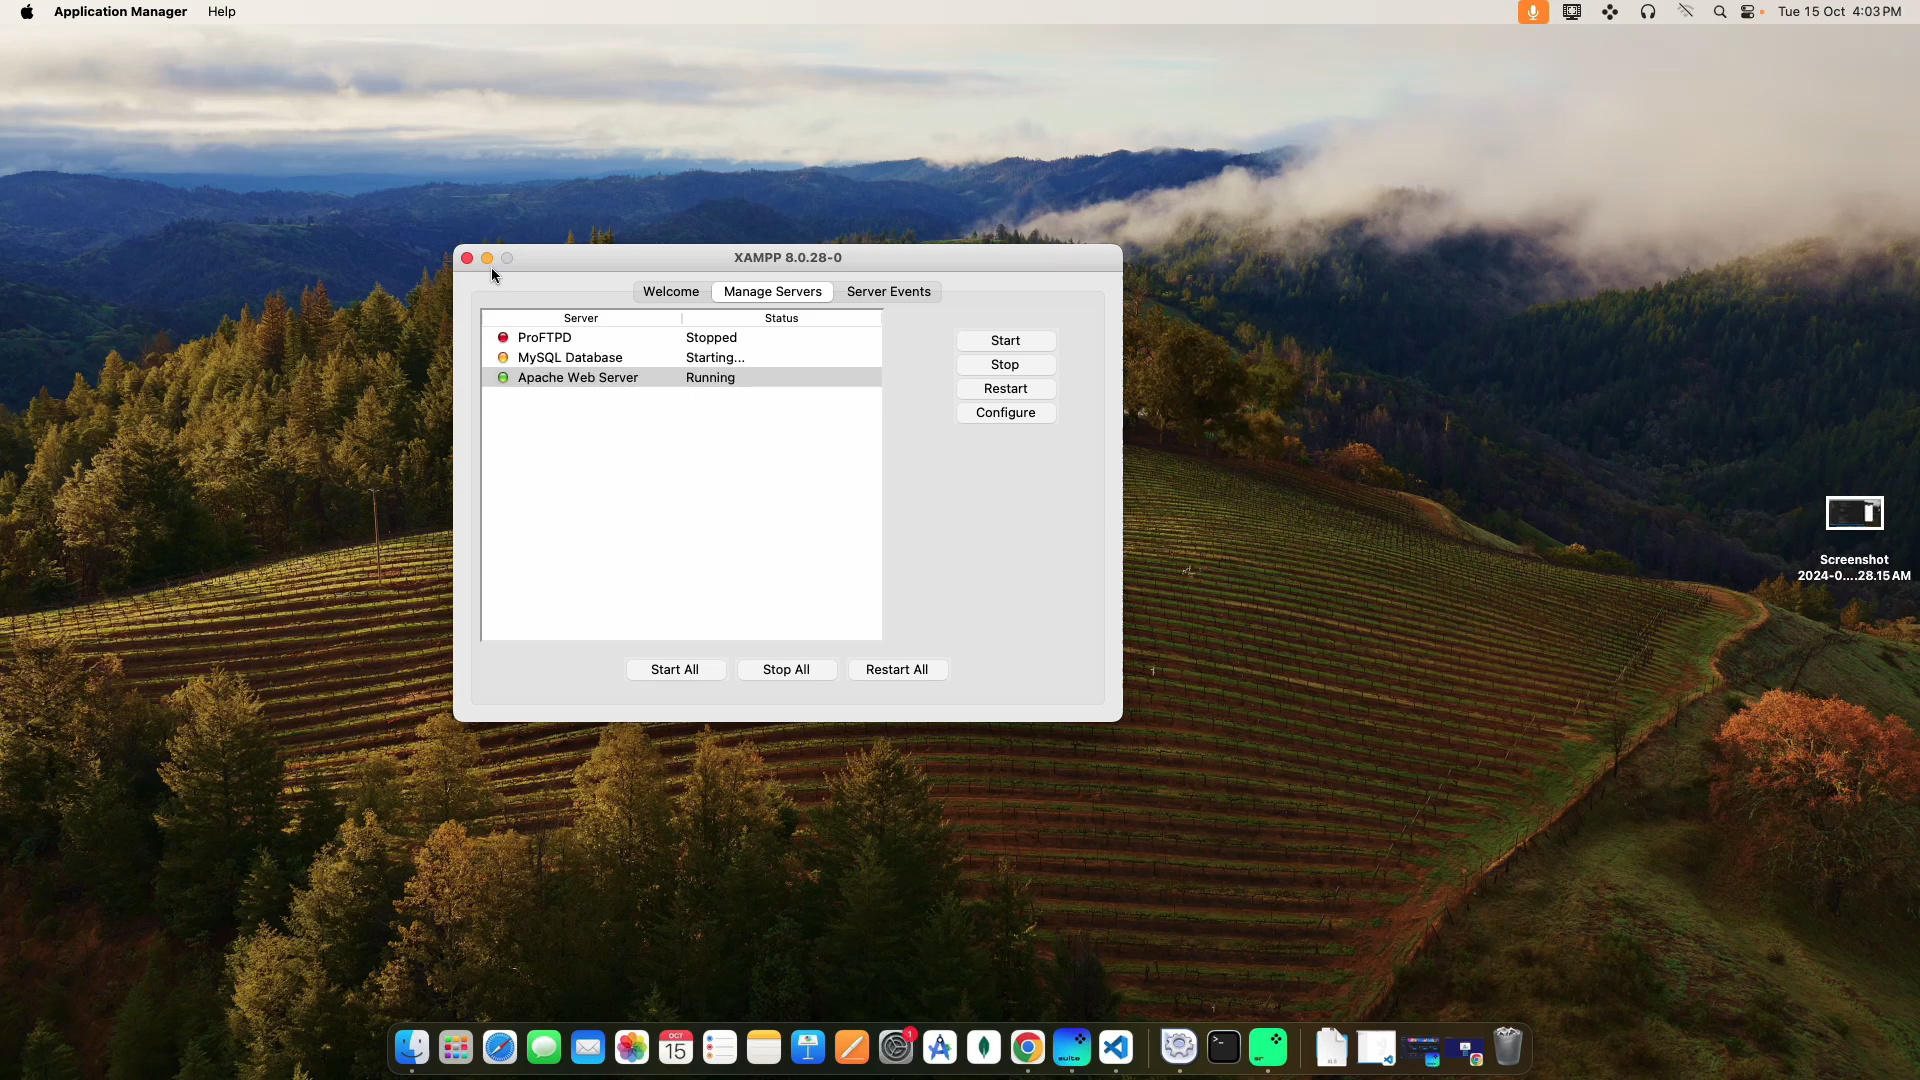 Application Manager Help
Tue 15 Oct 4:03 PM
XAMPP 8.0.28-0
Welcome Manage Servers Server Events
Server Status
ProFTPD Stopped
MySQL Database Starting...
Apache Web Server Running
Start
Stop
Restart
Configure
Start All Stop All Restart All
Screenshot
2024-0....28.15 AM
1
OCT
15
suite